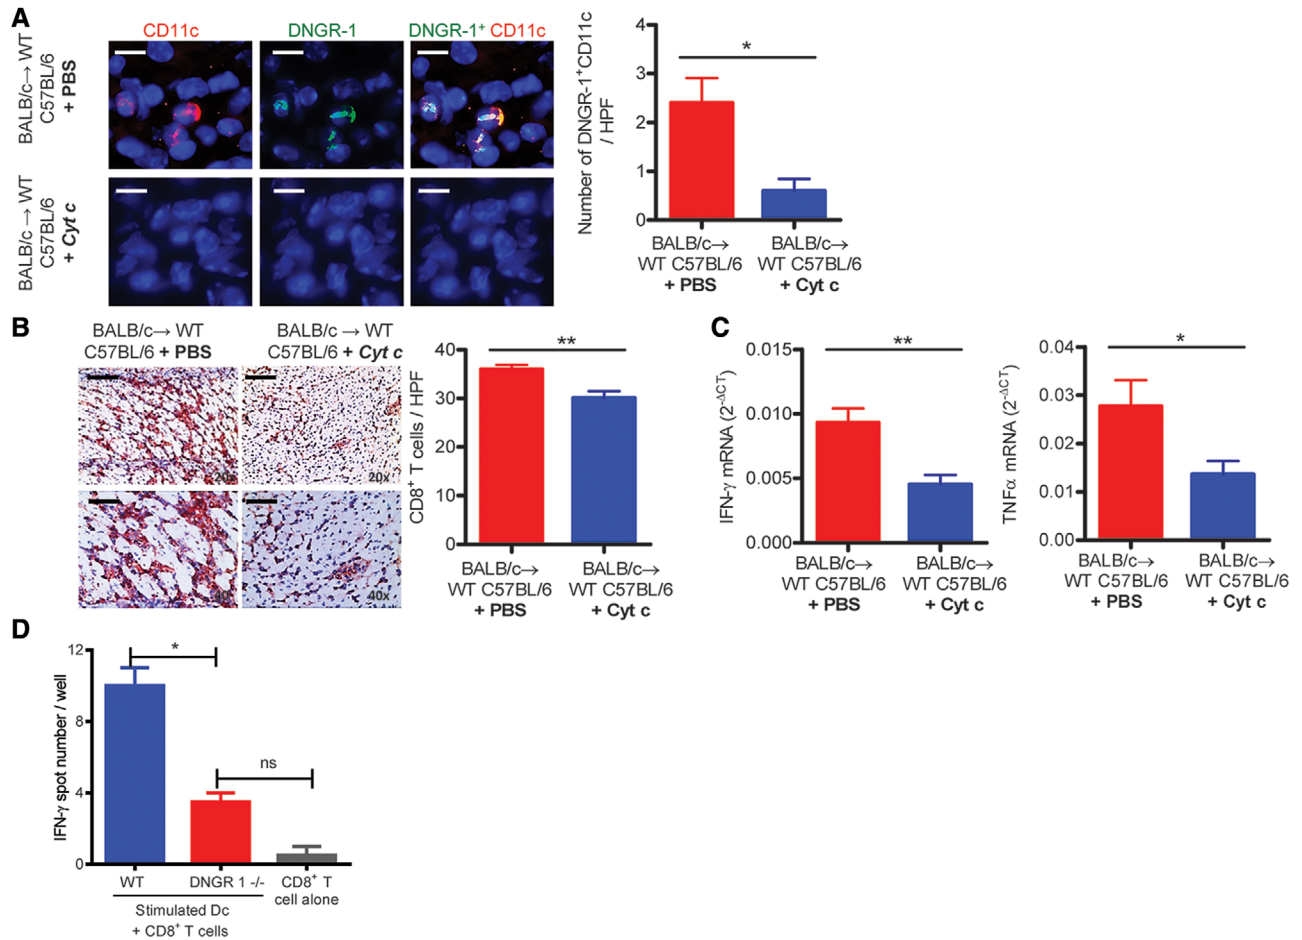 A
CD11c
DNGR-1
DNGR-1⁺ CD11c
BALB/c→ WT
C57BL/6
+ PBS
BALB/c→ WT
C57BL/6
+ Cyt c
Number of DNGR-1⁺CD11c
/ HPF
4
3
2
1
0
*
BALB/c→
WT C57BL/6
+ PBS
BALB/c→
WT C57BL/6
+ Cyt c
B
BALB/c→ WT
C57BL/6 + PBS
BALB/c → WT
C57BL/6 + Cyt c
20x
20x
40x
40x
CD8⁺ T cells / HPF
40
30
20
10
0
**
BALB/c→
WT C57BL/6
+ PBS
BALB/c→
WT C57BL/6
+ Cyt c
C
IFN-γ mRNA (2⁻ΔCT)
0.015
0.010
0.005
0.000
**
BALB/c→
WT C57BL/6
+ PBS
BALB/c→
WT C57BL/6
+ Cyt c
TNFα mRNA (2⁻ΔCT)
0.04
0.03
0.02
0.01
0.00
*
BALB/c→
WT C57BL/6
+ PBS
BALB/c→
WT C57BL/6
+ Cyt c
D
IFN-γ spot number / well
12
8
4
0
*
ns
WT
DNGR 1 -/-
CD8⁺ T
cell alone
Stimulated Dc
+ CD8⁺ T cells